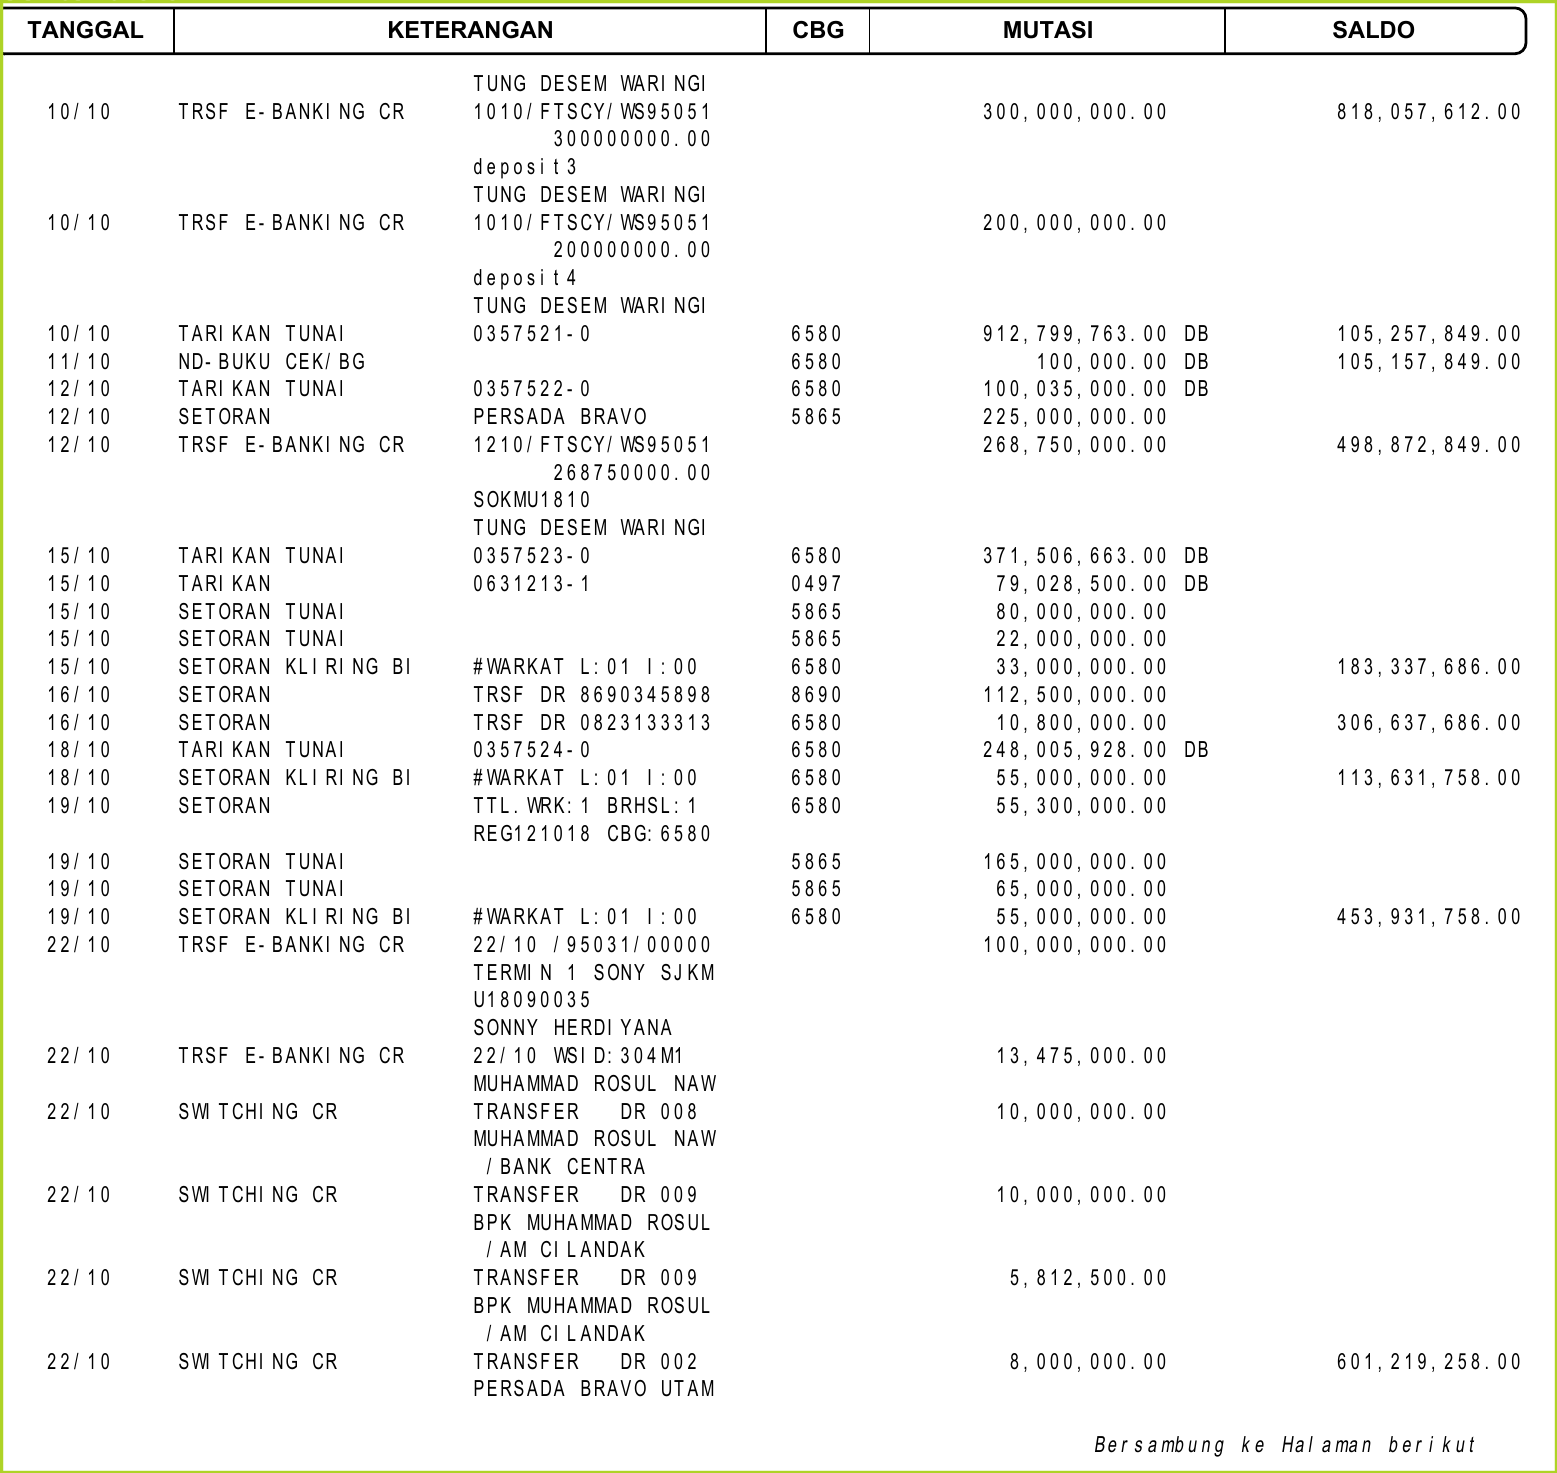 TANGGAL KETERANGAN CBG MUTASI SALDO
TUNG DESEM WARINGI
10/10 TRSF E-BANKING CR 1010/FTSCY/WS95051 300,000,000.00 818,057,612.00
300000000.00
deposit3
TUNG DESEM WARINGI
10/10 TRSF E-BANKING CR 1010/FTSCY/WS95051 200,000,000.00
200000000.00
deposit4
TUNG DESEM WARINGI
10/10 TARIKAN TUNAI 0357521-0 6580 912,799,763.00 DB 105,257,849.00
11/10 ND-BUKU CEK/BG 6580 100,000.00 DB 105,157,849.00
12/10 TARIKAN TUNAI 0357522-0 6580 100,035,000.00 DB
12/10 SETORAN PERSADA BRAVO 5865 225,000,000.00
12/10 TRSF E-BANKING CR 1210/FTSCY/WS95051 268,750,000.00 498,872,849.00
268750000.00
SOKMU1810
TUNG DESEM WARINGI
15/10 TARIKAN TUNAI 0357523-0 6580 371,506,663.00 DB
15/10 TARIKAN 0631213-1 0497 79,028,500.00 DB
15/10 SETORAN TUNAI 5865 80,000,000.00
15/10 SETORAN TUNAI 5865 22,000,000.00
15/10 SETORAN KLIRING BI #WARKAT L:01 I:00 6580 33,000,000.00 183,337,686.00
16/10 SETORAN TRSF DR 8690345898 8690 112,500,000.00
16/10 SETORAN TRSF DR 0823133313 6580 10,800,000.00 306,637,686.00
18/10 TARIKAN TUNAI 0357524-0 6580 248,005,928.00 DB
18/10 SETORAN KLIRING BI #WARKAT L:01 I:00 6580 55,000,000.00 113,631,758.00
19/10 SETORAN TTL.WRK:1 BRHSL:1 6580 55,300,000.00
REG121018 CBG:6580
19/10 SETORAN TUNAI 5865 165,000,000.00
19/10 SETORAN TUNAI 5865 65,000,000.00
19/10 SETORAN KLIRING BI #WARKAT L:01 I:00 6580 55,000,000.00 453,931,758.00
22/10 TRSF E-BANKING CR 22/10 /95031/00000 100,000,000.00
TERMIN 1 SONY SJKM
U18090035
SONNY HERDIYANA
22/10 TRSF E-BANKING CR 22/10 WSID:304M1 13,475,000.00
MUHAMMAD ROSUL NAW
22/10 SWITCHING CR TRANSFER DR 008 10,000,000.00
MUHAMMAD ROSUL NAW
/BANK CENTRA
22/10 SWITCHING CR TRANSFER DR 009 10,000,000.00
BPK MUHAMMAD ROSUL
/AM CILANDAK
22/10 SWITCHING CR TRANSFER DR 009 5,812,500.00
BPK MUHAMMAD ROSUL
/AM CILANDAK
22/10 SWITCHING CR TRANSFER DR 002 8,000,000.00 601,219,258.00
PERSADA BRAVO UTAM
Bersambung ke Halaman berikut